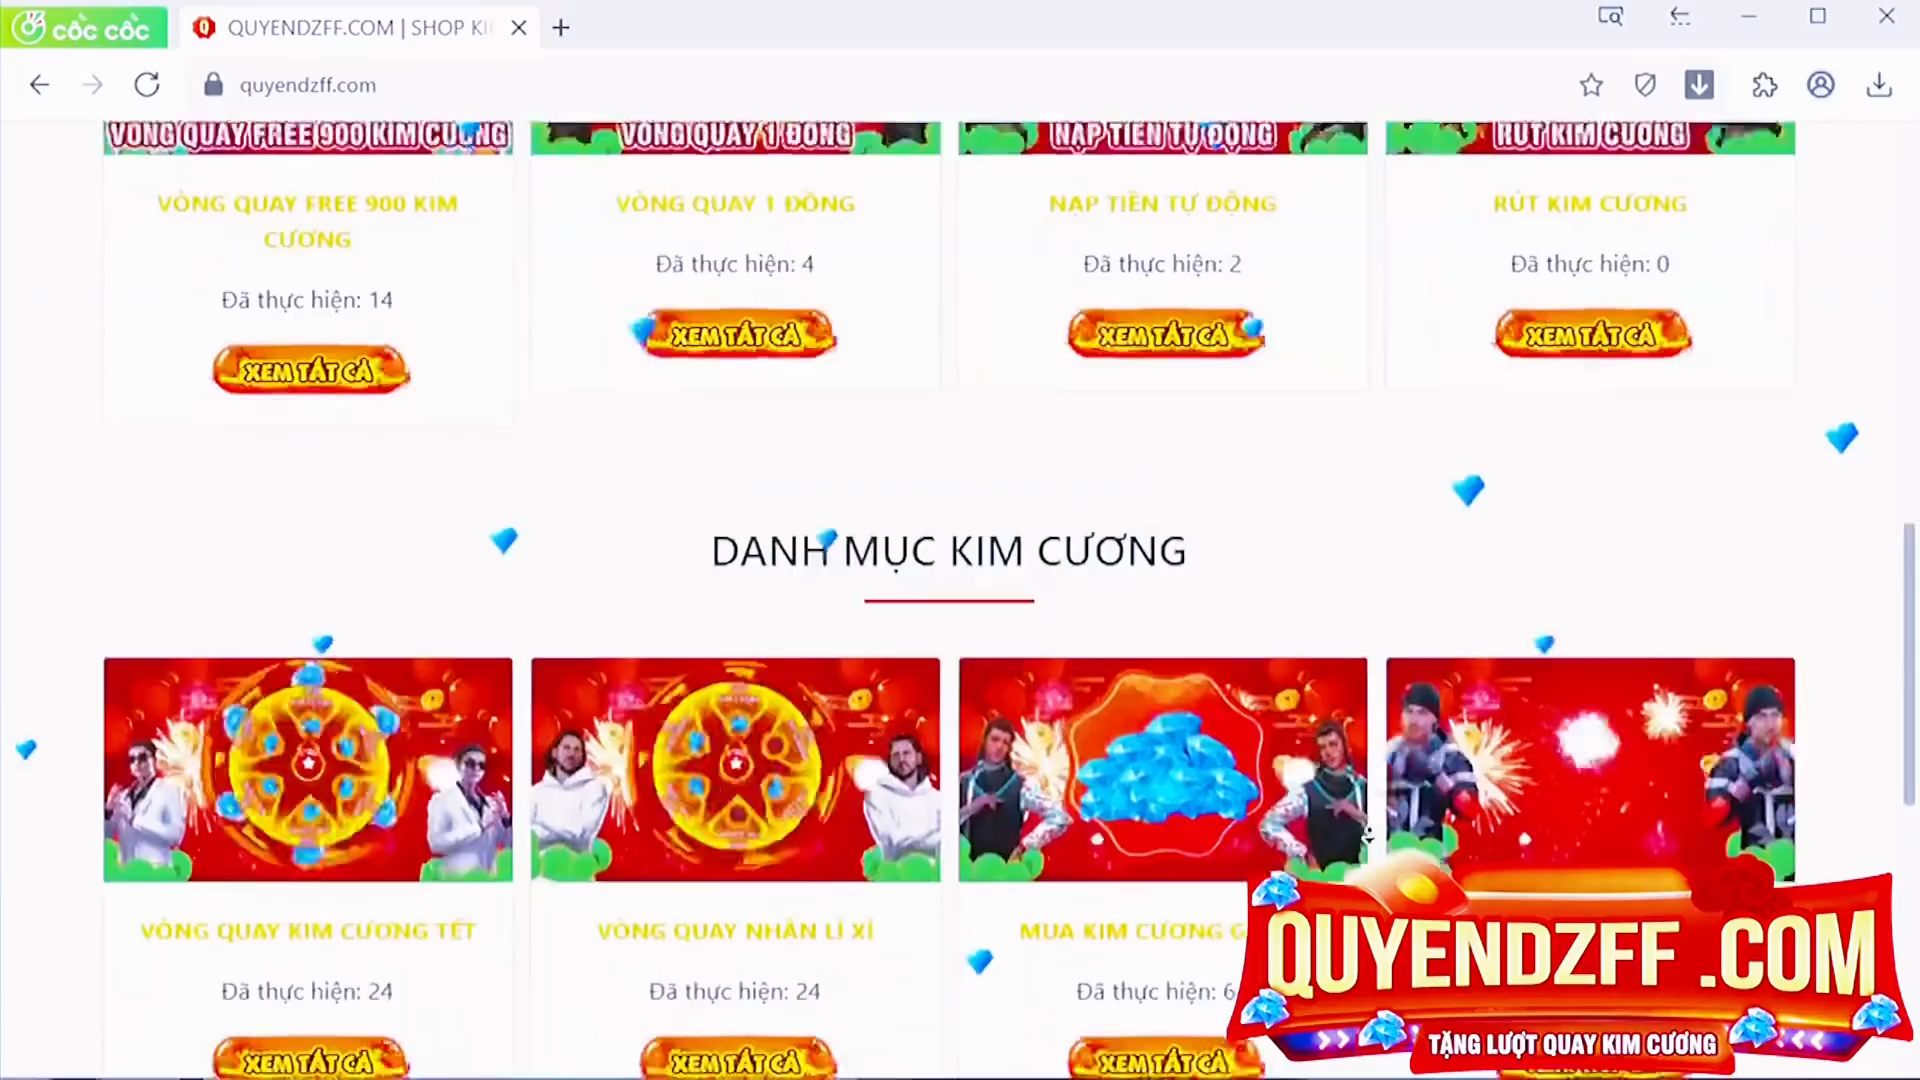 cốc cốc
QUYENDZFF.COM | SHOP KI
quyendzff.com
VÒNG QUAY FREE 900 KIM CƯƠNG
VÒNG QUAY 1 ĐỒNG
NẠP TIỀN TỰ ĐỘNG
RÚT KIM CƯƠNG
VÒNG QUAY FREE 900 KIM
CƯƠNG
VÒNG QUAY 1 ĐỒNG
NẠP TIỀN TỰ ĐỘNG
RÚT KIM CƯƠNG
Đã thực hiện: 14
Đã thực hiện: 4
Đã thực hiện: 2
Đã thực hiện: 0
XEM TẤT CẢ
XEM TẤT CẢ
XEM TẤT CẢ
XEM TẤT CẢ
DANH MỤC KIM CƯƠNG
VÒNG QUAY KIM CƯƠNG TẾT
VÒNG QUAY NHẬN LÌ XÌ
MUA KIM CƯƠNG G
Đã thực hiện: 24
Đã thực hiện: 24
Đã thực hiện: 6
XEM TẤT CẢ
XEM TẤT CẢ
XEM TẤT CẢ
QUYENDZFF .COM
TẶNG LƯỢT QUAY KIM CƯƠNG